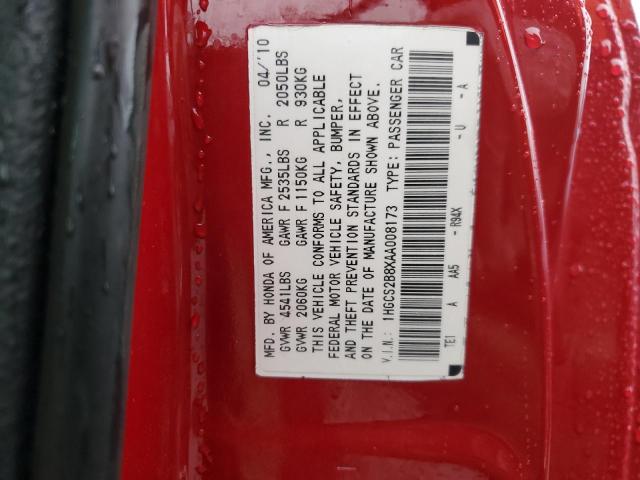 MFD. BY HONDA OF AMERICA MFG., INC. 04/'10
GVWR 4541LBS GAWR F 2535LBS R 2050LBS
GVWR 2060KG GAWR F 1150KG R 930KG
THIS VEHICLE CONFORMS TO ALL APPLICABLE
FEDERAL MOTOR VEHICLE SAFETY, BUMPER,
AND THEFT PREVENTION STANDARDS IN EFFECT
ON THE DATE OF MANUFACTURE SHOWN ABOVE.
V.I.N.: 1HGCS2B8XAA008173 TYPE: PASSENGER CAR
TE1 A AA5 - R94X - U - A